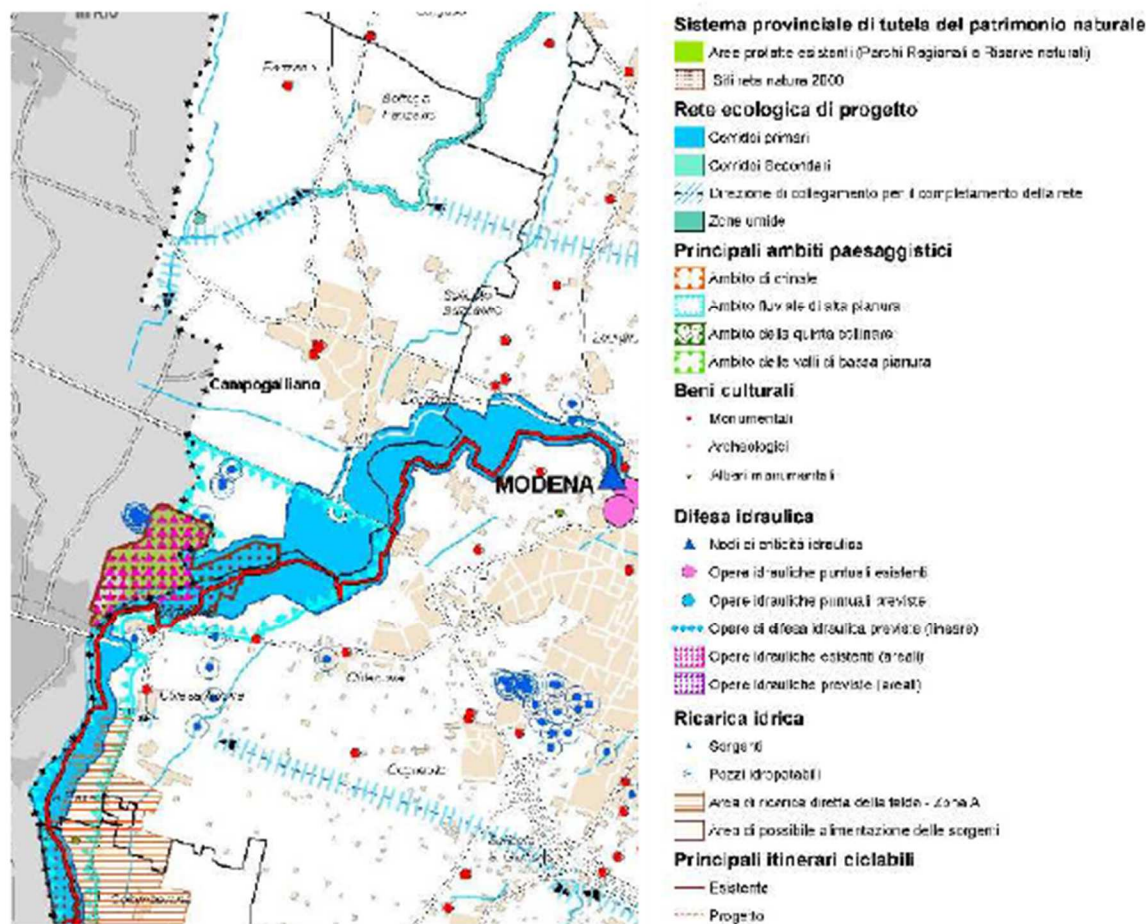 Campogalliano
MODENA
Sistema provinciale di tutela del patrimonio naturale
Aree protette esistenti (Parchi Regionali e Riserve naturali)
Siti rete natura 2000
Rete ecologica di progetto
Corridoi primari
Corridoi Secondari
Direzione di collegamento per il completamento della rete
Zone umide
Principali ambiti paesaggistici
Ambito di crinale
Ambito fluviale di alta pianura
Ambito della quinta collinare
Ambito delle valli di bassa pianura
Beni culturali
Monumentali
Archeologici
Alberi monumentali
Difesa idraulica
Nodi di criticità idraulica
Opere idrauliche puntuali esistenti
Opere idrauliche puntuali previste
Opere di difesa idraulica previste (lineare)
Opere idrauliche esistenti (areali)
Opere idrauliche previste (areali)
Ricarica idrica
Sorgenti
Pozzi idropotabili
Area di ricarica diretta della falda - Zona A
Area di possibile alimentazione delle sorgenti
Principali itinerari ciclabili
Esistente
Progetto